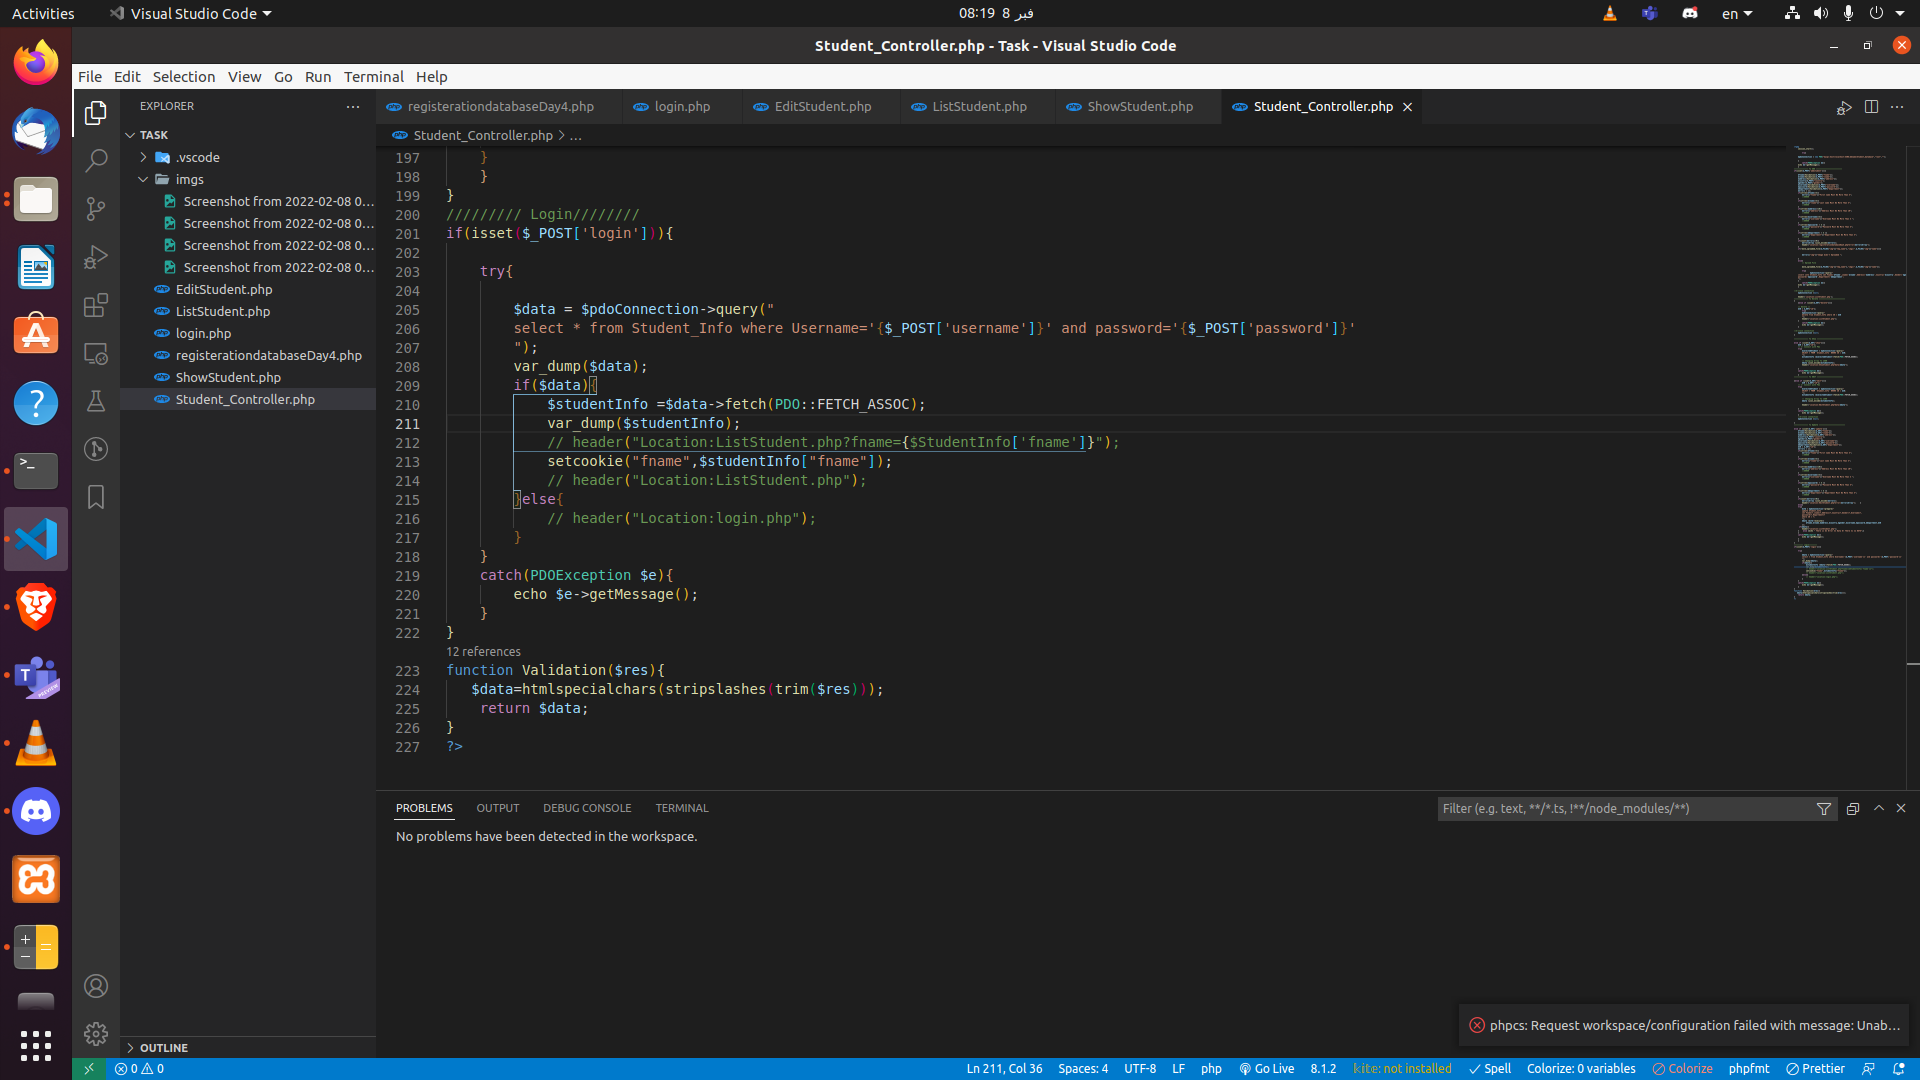 Activities
Visual Studio Code
08:19 8 فبر
en
Student_Controller.php - Task - Visual Studio Code
File Edit Selection View Go Run Terminal Help
EXPLORER
registerationdatabaseDay4.php
login.php
EditStudent.php
ListStudent.php
ShowStudent.php
Student_Controller.php
TASK
.vscode
imgs
Screenshot from 2022-02-08 0...
Screenshot from 2022-02-08 0...
Screenshot from 2022-02-08 0...
Screenshot from 2022-02-08 0...
EditStudent.php
ListStudent.php
login.php
registerationdatabaseDay4.php
ShowStudent.php
Student_Controller.php
OUTLINE
Student_Controller.php > ...
197 }
198 }
199 }
200 ///////// Login////////
201 if(isset($_POST['login'])){
202
203 try{
204
205 $data = $pdoConnection->query("
206 select * from Student_Info where Username='{$_POST['username']}' and password='{$_POST['password']}'
207 ");
208 var_dump($data);
209 if($data){
210 $studentInfo =$data->fetch(PDO::FETCH_ASSOC);
211 var_dump($studentInfo);
212 // header("Location:ListStudent.php?fname={$StudentInfo['fname']}");
213 setcookie("fname",$studentInfo["fname"]);
214 // header("Location:ListStudent.php");
215 }else{
216 // header("Location:login.php");
217 }
218 }
219 catch(PDOException $e){
220 echo $e->getMessage();
221 }
222 }
12 references
223 function Validation($res){
224 $data=htmlspecialchars(stripslashes(trim($res)));
225 return $data;
226 }
227 ?>
PROBLEMS OUTPUT DEBUG CONSOLE TERMINAL
Filter (e.g. text, **/*.ts, !**/node_modules/**)
No problems have been detected in the workspace.
phpcs: Request workspace/configuration failed with message: Unab...
0 0
Ln 211, Col 36 Spaces: 4 UTF-8 LF php Go Live 8.1.2 kite: not installed Spell Colorize: 0 variables Colorize phpfmt Prettier